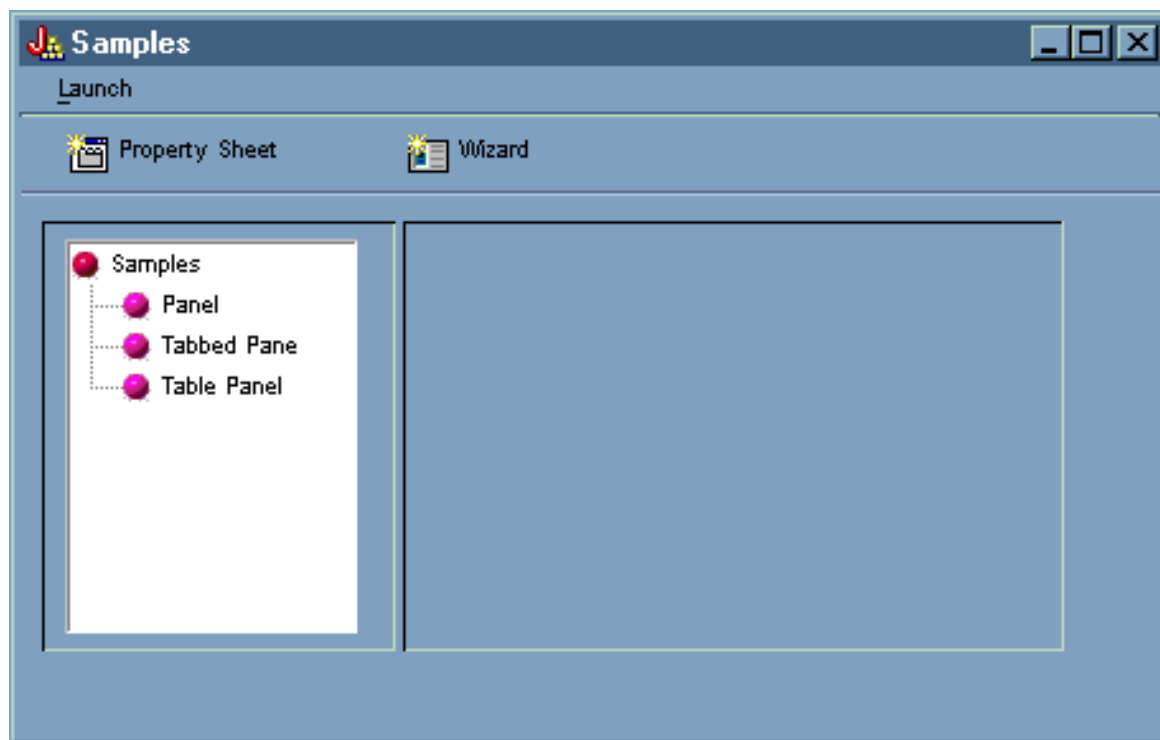 Samples
Launch
Property Sheet Wizard
Samples
Panel
Tabbed Pane
Table Panel